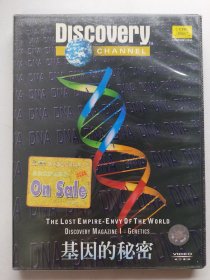 Discovery
CHANNEL
On Sale
THE LOST EMPIRE-ENVY OF THE WORLD
DISCOVERY MAGAZINE I - GENETICS
基因的秘密
VIDEO